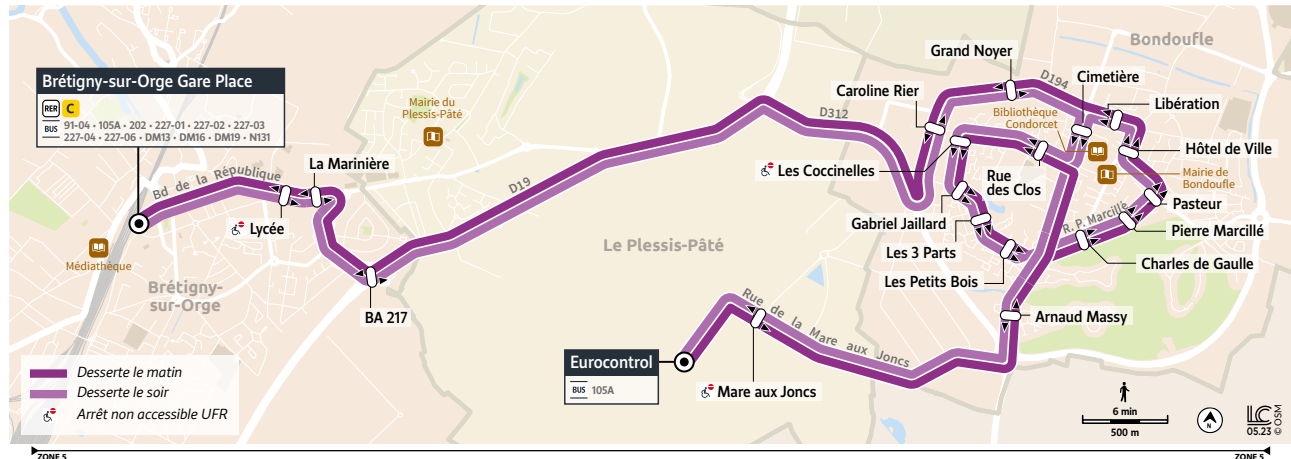 Brétigny-sur-Orge Gare Place
RER C
BUS 91-04 • 105A • 202 • 227-01 • 227-02 • 227-03
227-04 • 227-06 • DM13 • DM16 • DM19 • N131
Bd de la République
Médiathèque
Brétigny-
sur-Orge
Lycée
La Marinière
BA 217
Mairie du
Plessis-Pâté
D19
D312
Le Plessis-Pâté
Eurocontrol
BUS 105A
Rue de la Mare aux Joncs
Mare aux Joncs
Caroline Rier
Grand Noyer
D194
Bondoufle
Cimetière
Libération
Bibliothèque
Condorcet
Hôtel de Ville
Mairie de
Bondoufle
Les Coccinelles
Rue
des Clos
Gabriel Jaillard
Les 3 Parts
Les Petits Bois
R. P. Marcillé
Pasteur
Pierre Marcillé
Charles de Gaulle
Arnaud Massy
Desserte le matin
Desserte le soir
Arrêt non accessible UFR
6 min
500 m
N
LC
05.23
© OSM
ZONE 5
ZONE 5